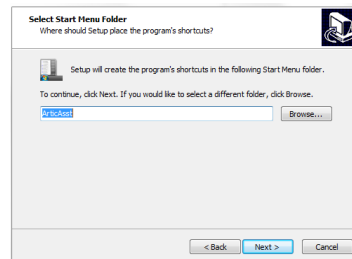 Select Start Menu Folder
Where should Setup place the program's shortcuts?
Setup will create the program's shortcuts in the following Start Menu folder.
To continue, click Next. If you would like to select a different folder, click Browse.
ArticAsst
Browse...
< Back
Next >
Cancel